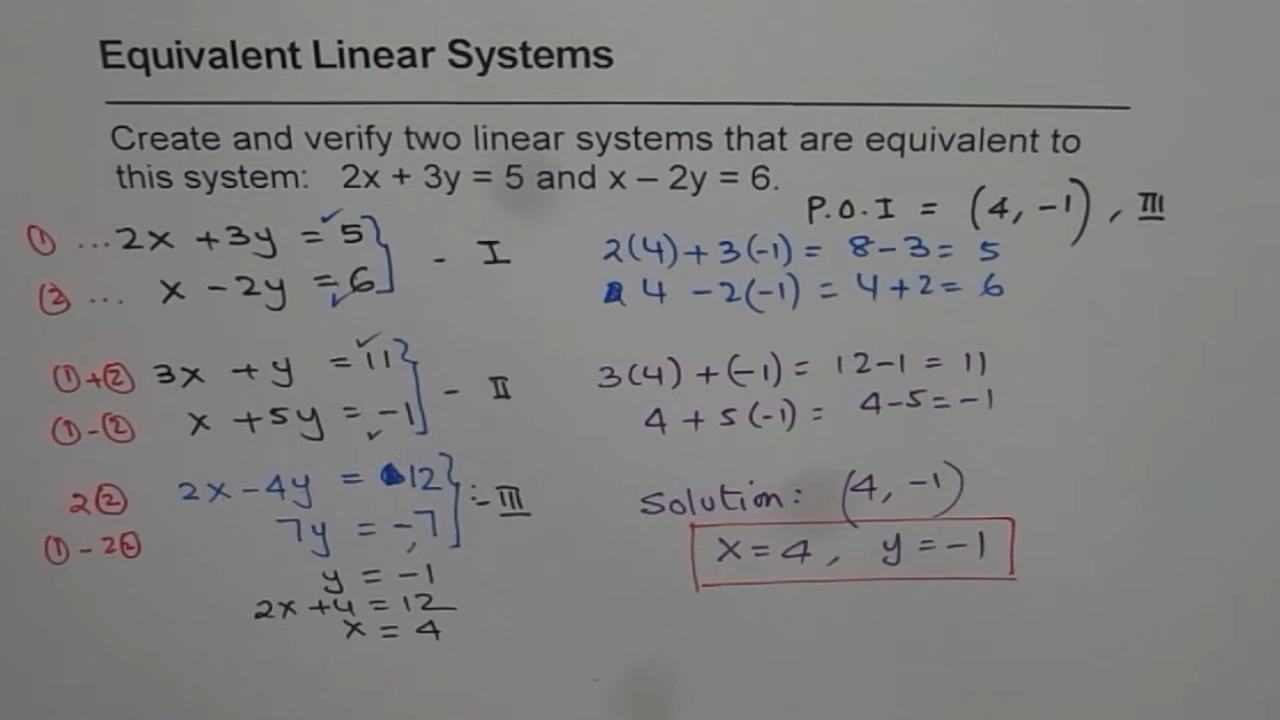 Equivalent Linear Systems
Create and verify two linear systems that are equivalent to
this system: 2x + 3y = 5 and x – 2y = 6.
P.O.I = (4, -1), III
① ...2x + 3y = 5
② ... x - 2y = 6
- I
2(4) + 3(-1) = 8 - 3 = 5
4 - 2(-1) = 4 + 2 = 6
①+② 3x + y = 11
①-② x + 5y = -1
- II
3(4) + (-1) = 12 - 1 = 11
4 + 5(-1) = 4 - 5 = -1
2② 2x - 4y = 12
①-2② 7y = -7
:- III
y = -1
2x + 4 = 12
x = 4
Solution: (4, -1)
x = 4, y = -1